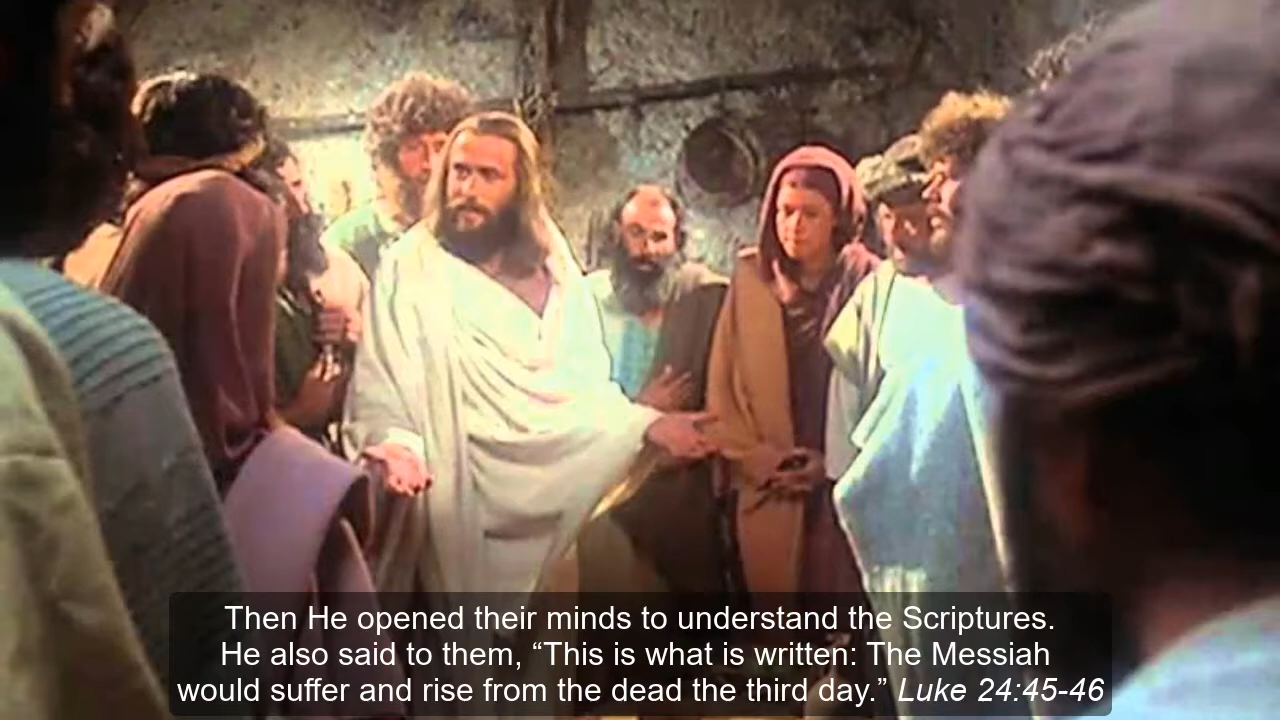 Then He opened their minds to understand the Scriptures.
He also said to them, “This is what is written: The Messiah
would suffer and rise from the dead the third day.” Luke 24:45-46